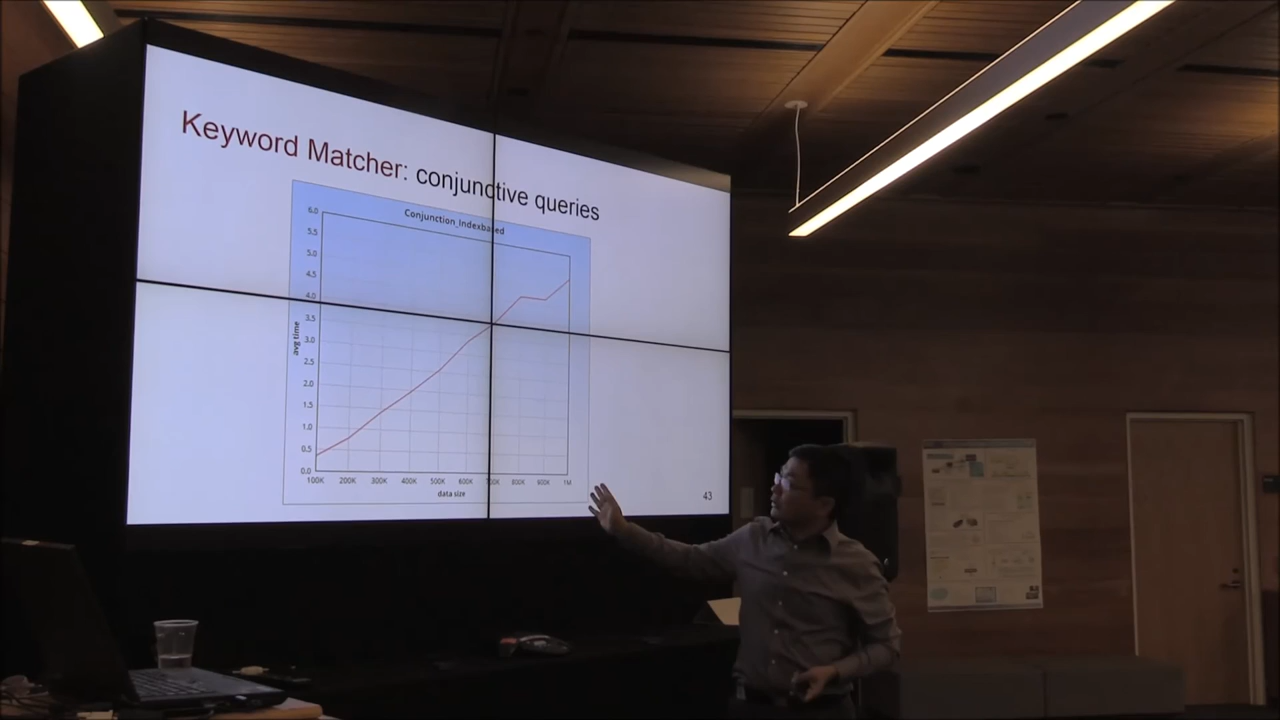 Keyword Matcher: conjunctive queries
Conjunction_Indexbased
6.0
5.5
5.0
4.5
4.0
3.5
3.0
2.5
2.0
1.5
1.0
0.5
0.0
avg time
100K 200K 300K 400K 500K 600K 700K 800K 900K 1M
data size
43